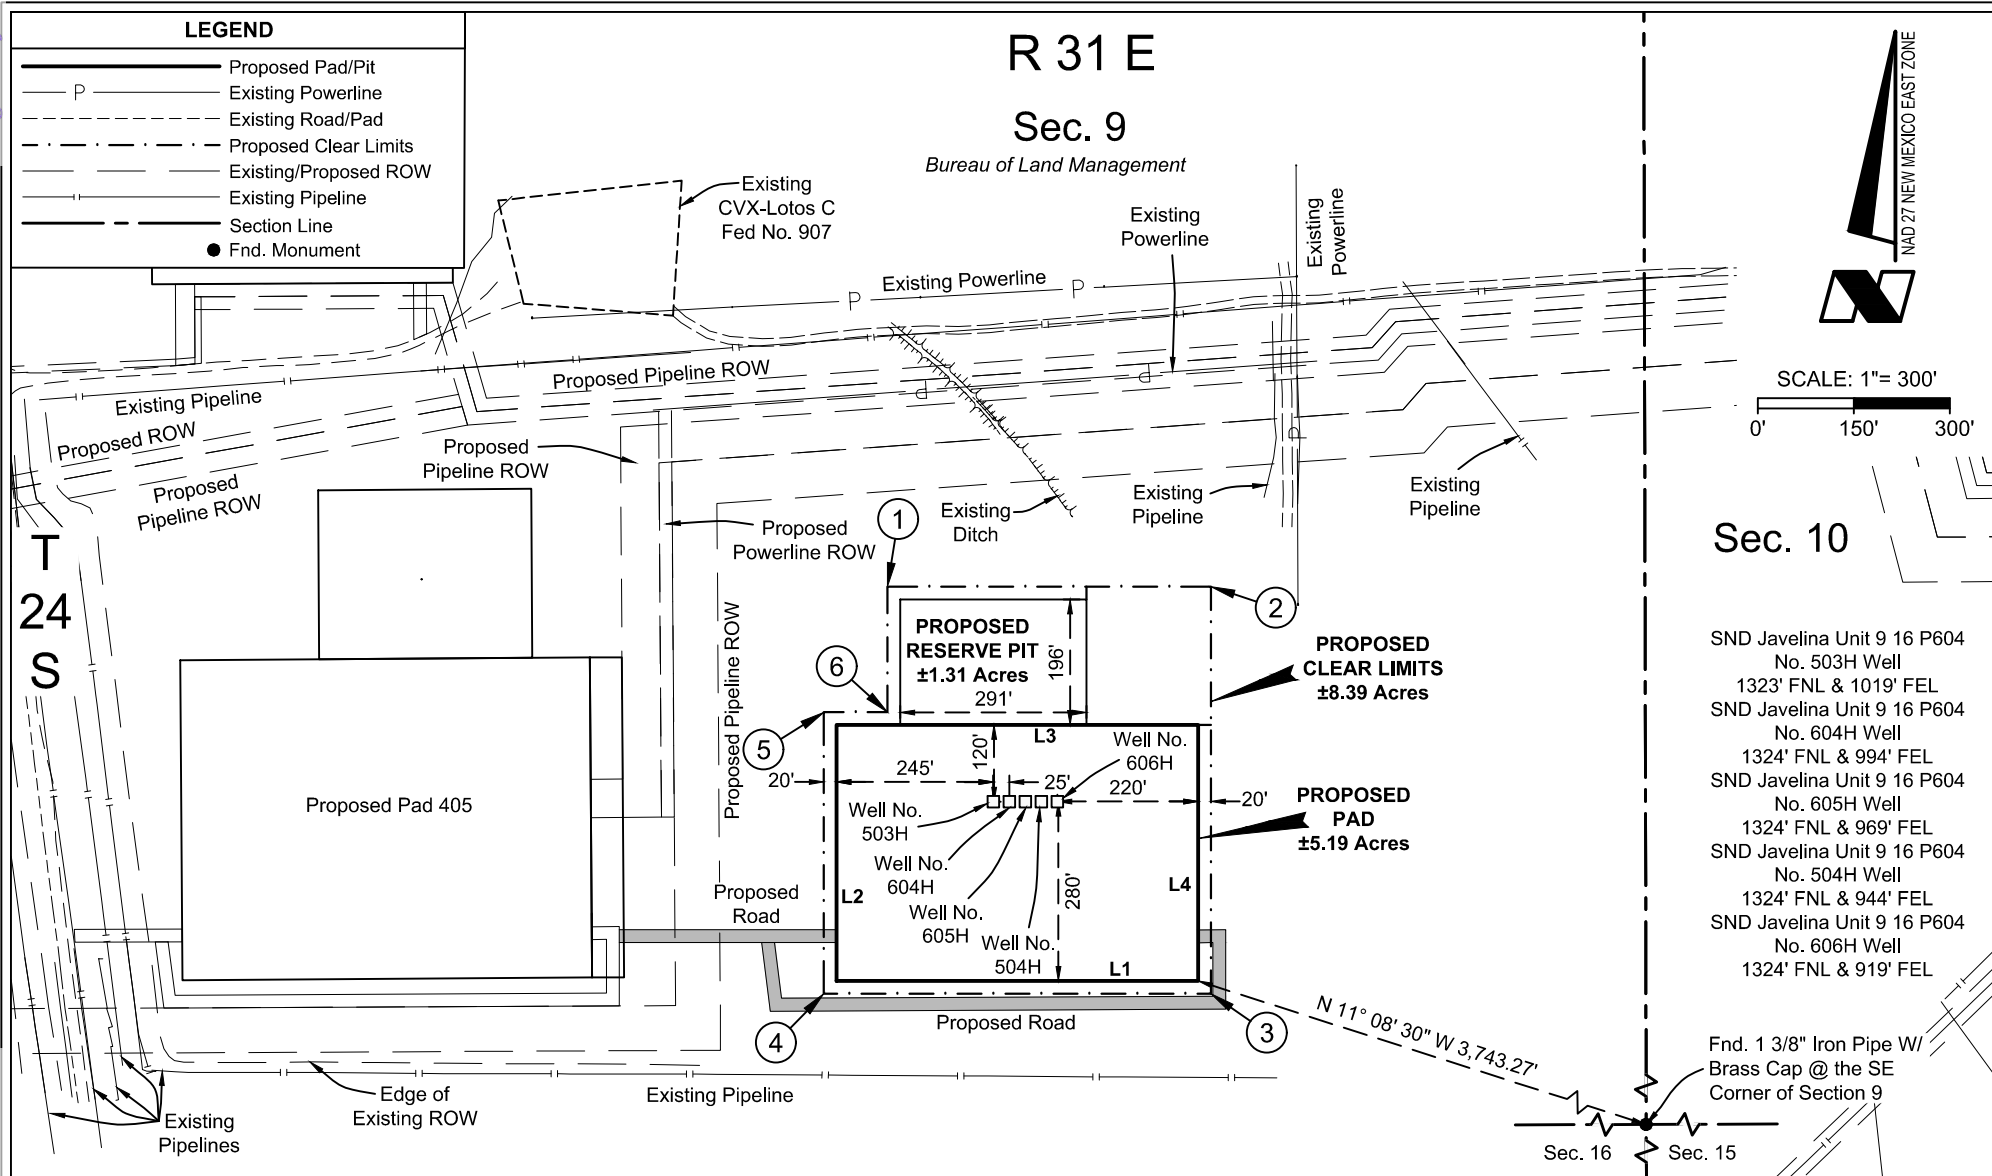 LEGEND
Proposed Pad/Pit
P
Existing Powerline
Existing Road/Pad
Proposed Clear Limits
Existing/Proposed ROW
Existing Pipeline
Section Line
Fnd. Monument
R 31 E
Sec. 9
Bureau of Land Management
NAD 27 NEW MEXICO EAST ZONE
SCALE: 1"= 300'
0'
150'
300'
Existing
CVX-Lotos C
Fed No. 907
Existing
Powerline
Existing
Powerline
Existing Powerline
P
P
Proposed Pipeline ROW
P
P
P
Existing Pipeline
Proposed ROW
Proposed
Pipeline ROW
Proposed
Pipeline ROW
Proposed
Powerline ROW
Existing
Ditch
Existing
Pipeline
Existing
Pipeline
T
24
S
Sec. 10
1
2
3
4
5
6
Proposed Pipeline ROW
PROPOSED
RESERVE PIT
±1.31 Acres
291'
196'
PROPOSED
CLEAR LIMITS
±8.39 Acres
L3
Well No.
606H
120'
20'
245'
25'
220'
20'
Well No.
503H
Well No.
604H
Well No.
605H
Well No.
504H
280'
L2
L4
L1
PROPOSED
PAD
±5.19 Acres
Proposed Pad 405
Proposed
Road
Proposed Road
SND Javelina Unit 9 16 P604
No. 503H Well
1323' FNL & 1019' FEL
SND Javelina Unit 9 16 P604
No. 604H Well
1324' FNL & 994' FEL
SND Javelina Unit 9 16 P604
No. 605H Well
1324' FNL & 969' FEL
SND Javelina Unit 9 16 P604
No. 504H Well
1324' FNL & 944' FEL
SND Javelina Unit 9 16 P604
No. 606H Well
1324' FNL & 919' FEL
N 11° 08' 30" W 3,743.27'
Fnd. 1 3/8" Iron Pipe W/
Brass Cap @ the SE
Corner of Section 9
Sec. 16
Sec. 15
Existing Pipeline
Edge of
Existing ROW
Existing
Pipelines